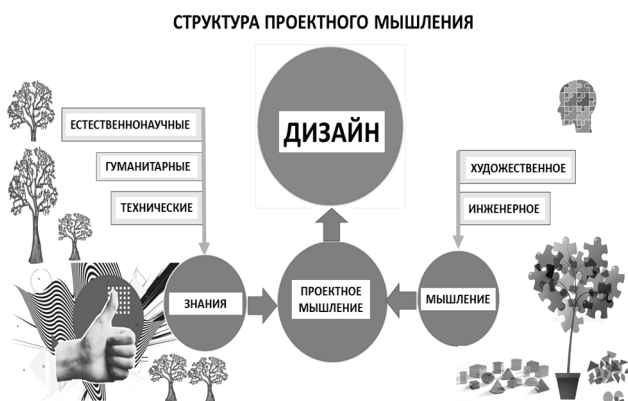 СТРУКТУРА ПРОЕКТНОГО МЫШЛЕНИЯ
ДИЗАЙН
ЕСТЕСТВЕННОНАУЧНЫЕ
ГУМАНИТАРНЫЕ
ТЕХНИЧЕСКИЕ
ХУДОЖЕСТВЕННОЕ
ИНЖЕНЕРНОЕ
ЗНАНИЯ
ПРОЕКТНОЕ
МЫШЛЕНИЕ
МЫШЛЕНИЕ